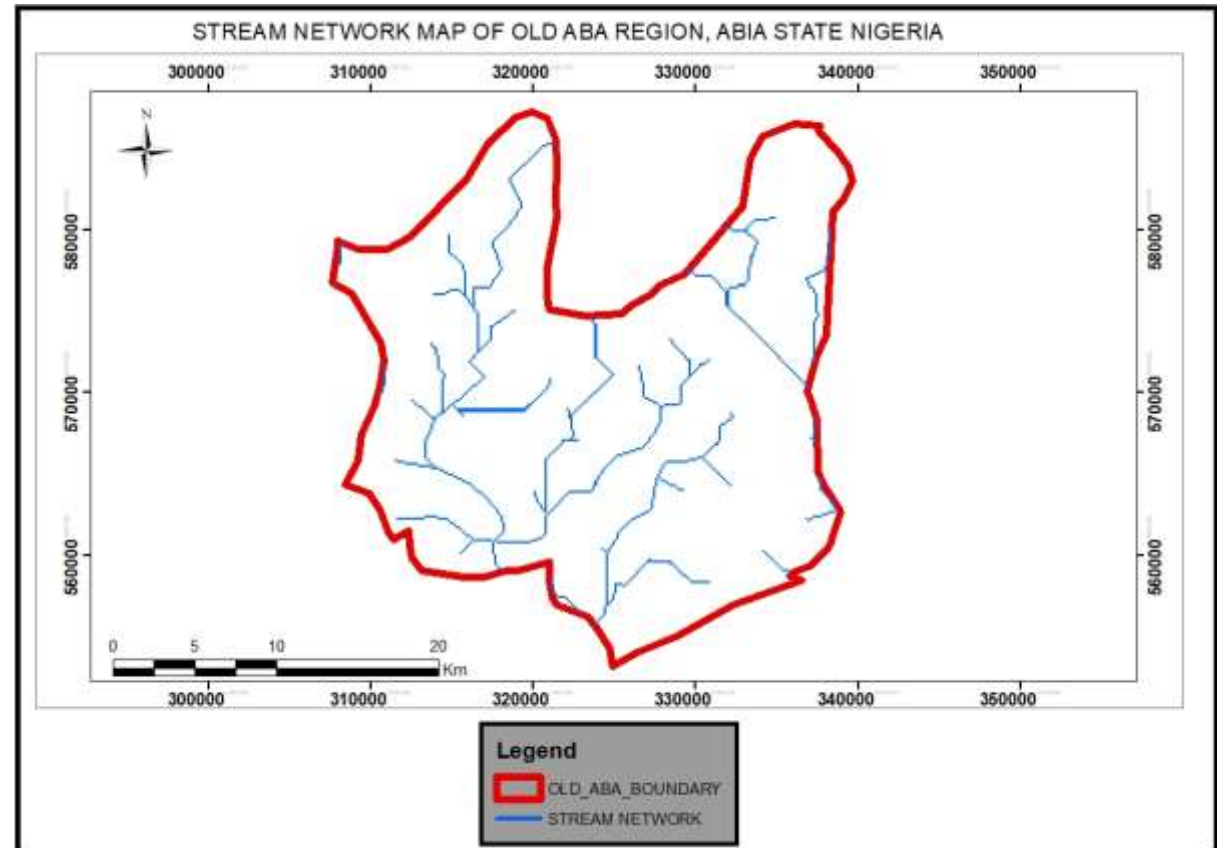 STREAM NETWORK MAP OF OLD ABA REGION, ABIA STATE NIGERIA
300000 310000 320000 330000 340000 350000
N
580000 580000
570000 570000
560000 560000
0 5 10 20
Km
300000 310000 320000 330000 340000 350000
Legend
OLD_ABA_BOUNDARY
STREAM NETWORK